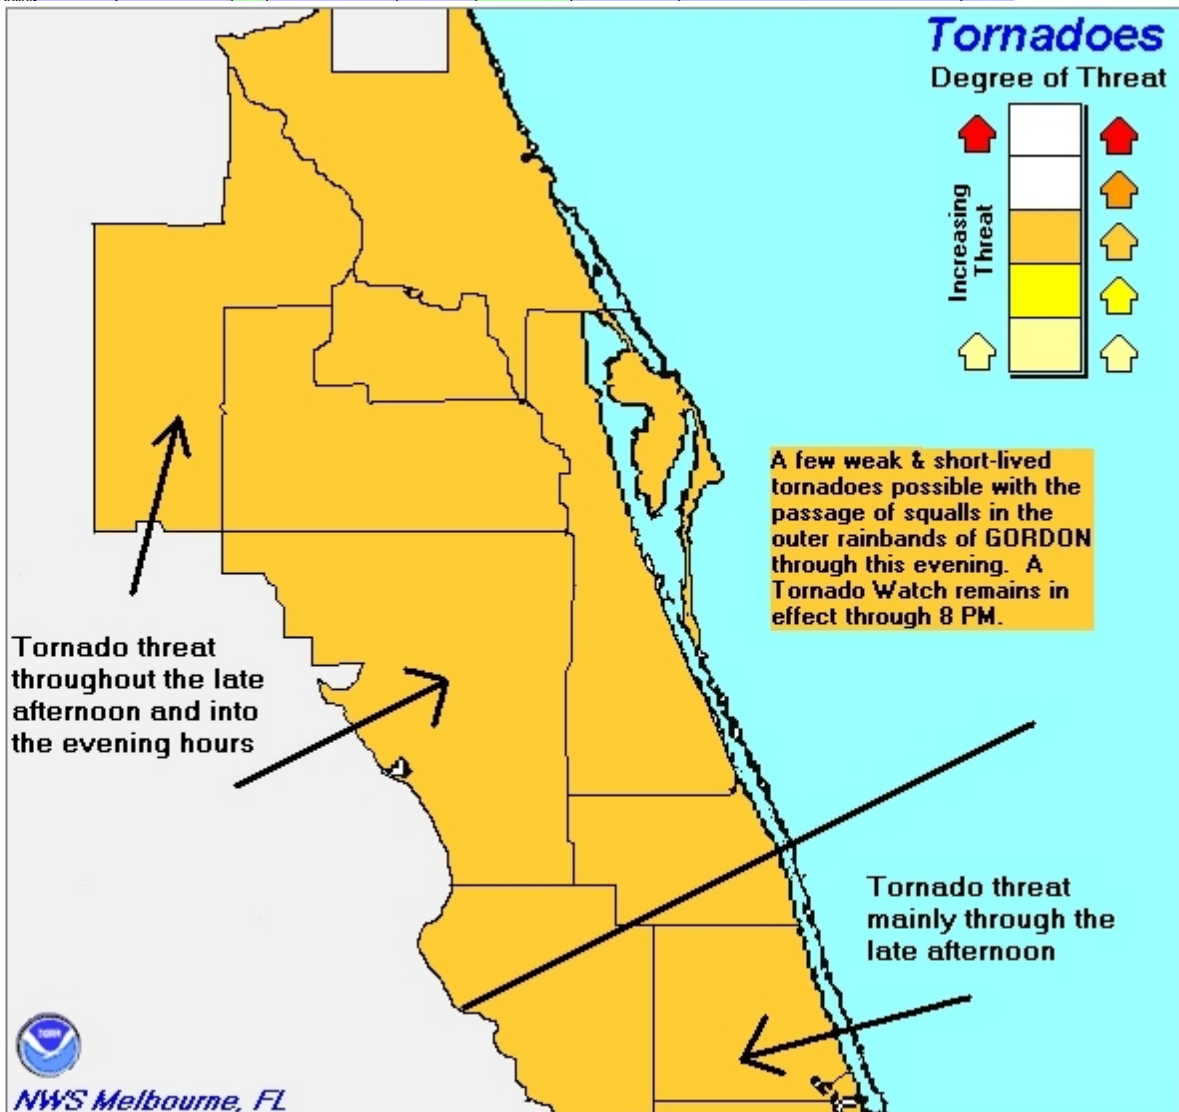 Tornadoes
Degree of Threat
Increasing
Threat
A few weak & short-lived
tornadoes possible with the
passage of squalls in the
outer rainbands of GORDON
through this evening. A
Tornado Watch remains in
effect through 8 PM.
Tornado threat
throughout the late
afternoon and into
the evening hours
Tornado threat
mainly through the
late afternoon
NWS Melbourne, FL